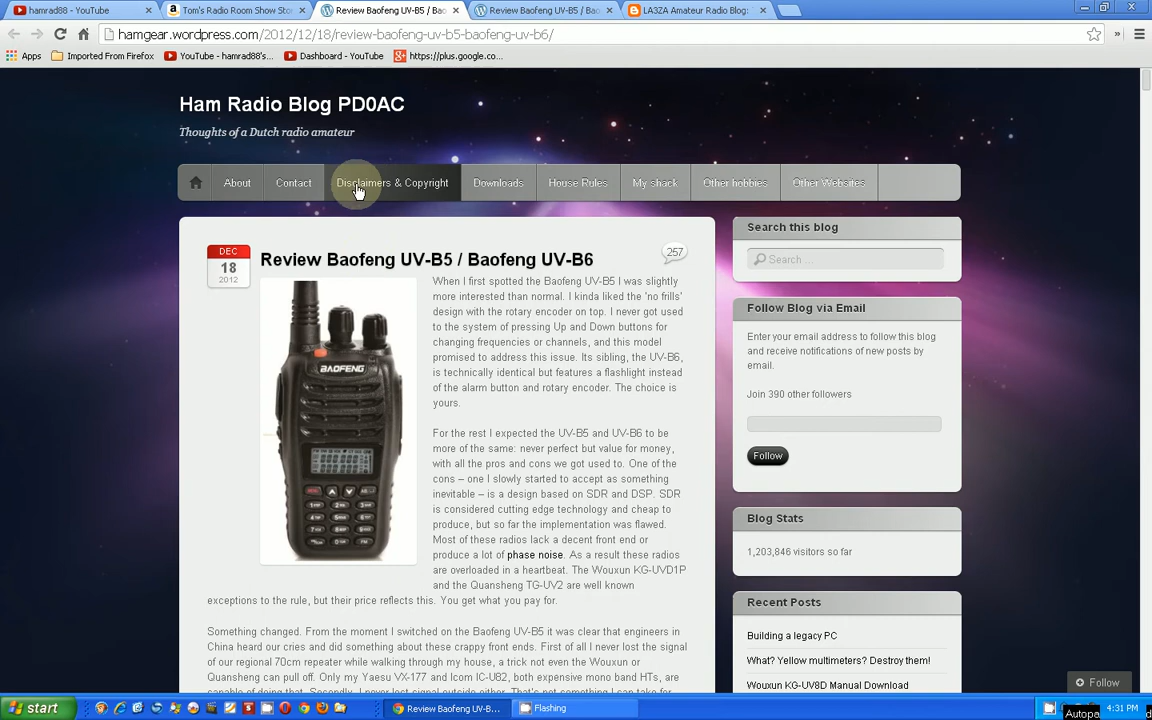 hamrad88 - YouTube
Tom's Radio Room Show Sto
Review Baofeng UV-B5 / Bao
Review Baofeng UV-B5 / Bao
LA3ZA Amateur Radio Blog:
hamgear.wordpress.com/2012/12/18/review-baofeng-uv-b5-baofeng-uv-b6/
Apps
Imported From Firefox
YouTube - hamrad88's...
Dashboard - YouTube
https://plus.google.co...
Ham Radio Blog PD0AC
Thoughts of a Dutch radio amateur
About
Contact
Disclaimers & Copyright
Downloads
House Rules
My shack
Other hobbies
Other Websites
DEC
18
2012
Review Baofeng UV-B5 / Baofeng UV-B6
257
BAOFENG
When I first spotted the Baofeng UV-B5 I was slightly
more interested than normal. I kinda liked the 'no frills'
design with the rotary encoder on top. I never got used
to the system of pressing Up and Down buttons for
changing frequencies or channels, and this model
promised to address this issue. Its sibling, the UV-B6,
is technically identical but features a flashlight instead
of the alarm button and rotary encoder. The choice is
yours.
For the rest I expected the UV-B5 and UV-B6 to be
more of the same: never perfect but value for money,
with all the pros and cons we got used to. One of the
cons – one I slowly started to accept as something
inevitable – is a design based on SDR and DSP. SDR
is considered cutting edge technology and cheap to
produce, but so far the implementation was flawed.
Most of these radios lack a decent front end or
produce a lot of phase noise. As a result these radios
are overloaded in a heartbeat. The Wouxun KG-UVD1P
and the Quansheng TG-UV2 are well known
exceptions to the rule, but their price reflects this. You get what you pay for.
Something changed. From the moment I switched on the Baofeng UV-B5 it was clear that engineers in
China heard our cries and did something about these crappy front ends. First of all I never lost the signal
of our regional 70cm repeater while walking through my house, a trick not even the Wouxun or
Quansheng can pull off. Only my Yaesu VX-177 and Icom IC-U82, both expensive mono band HTs, are
capable of doing that. Secondly, I never lost signal outside either. That's not something I can take for
Search this blog
Search ...
Follow Blog via Email
Enter your email address to follow this blog
and receive notifications of new posts by
email.
Join 390 other followers
Follow
Blog Stats
1,203,846 visitors so far
Recent Posts
Building a legacy PC
What? Yellow multimeters? Destroy them!
Wouxun KG-UV8D Manual Download
Follow
start
Review Baofeng UV-B...
Flashing
4:31 PM
Autopa